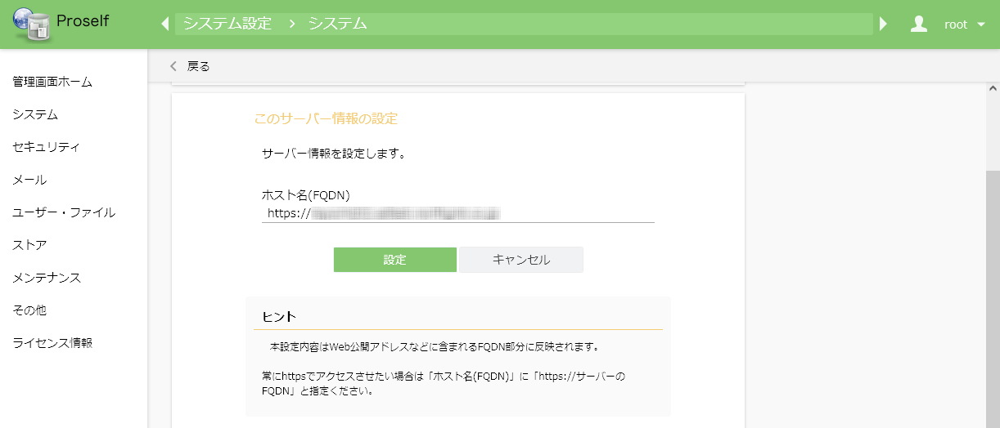 Proself
システム設定 > システム
root
戻る
管理画面ホーム
システム
セキュリティ
メール
ユーザー・ファイル
ストア
メンテナンス
その他
ライセンス情報
このサーバー情報の設定
サーバー情報を設定します。
ホスト名(FQDN)
https://
設定 キャンセル
ヒント
本設定内容はWeb公開アドレスなどに含まれるFQDN部分に反映されます。
常にhttpsでアクセスさせたい場合は「ホスト名(FQDN)」に「https://サーバーの
FQDN」と指定ください。